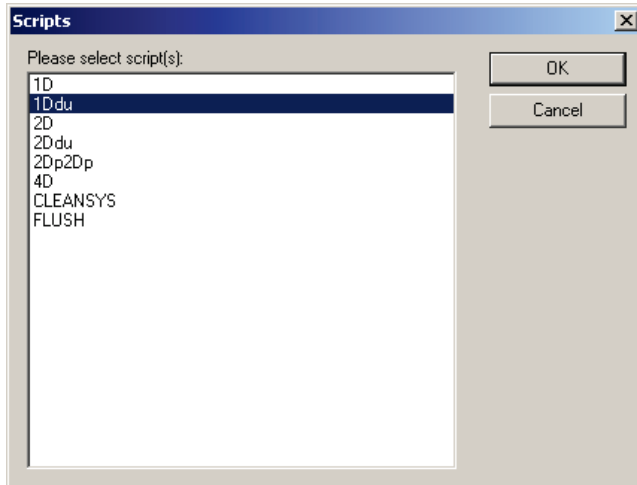 Scripts
Please select script(s):
OK
1D
1Ddu
Cancel
2D
2Ddu
2Dp2Dp
4D
CLEANSYS
FLUSH